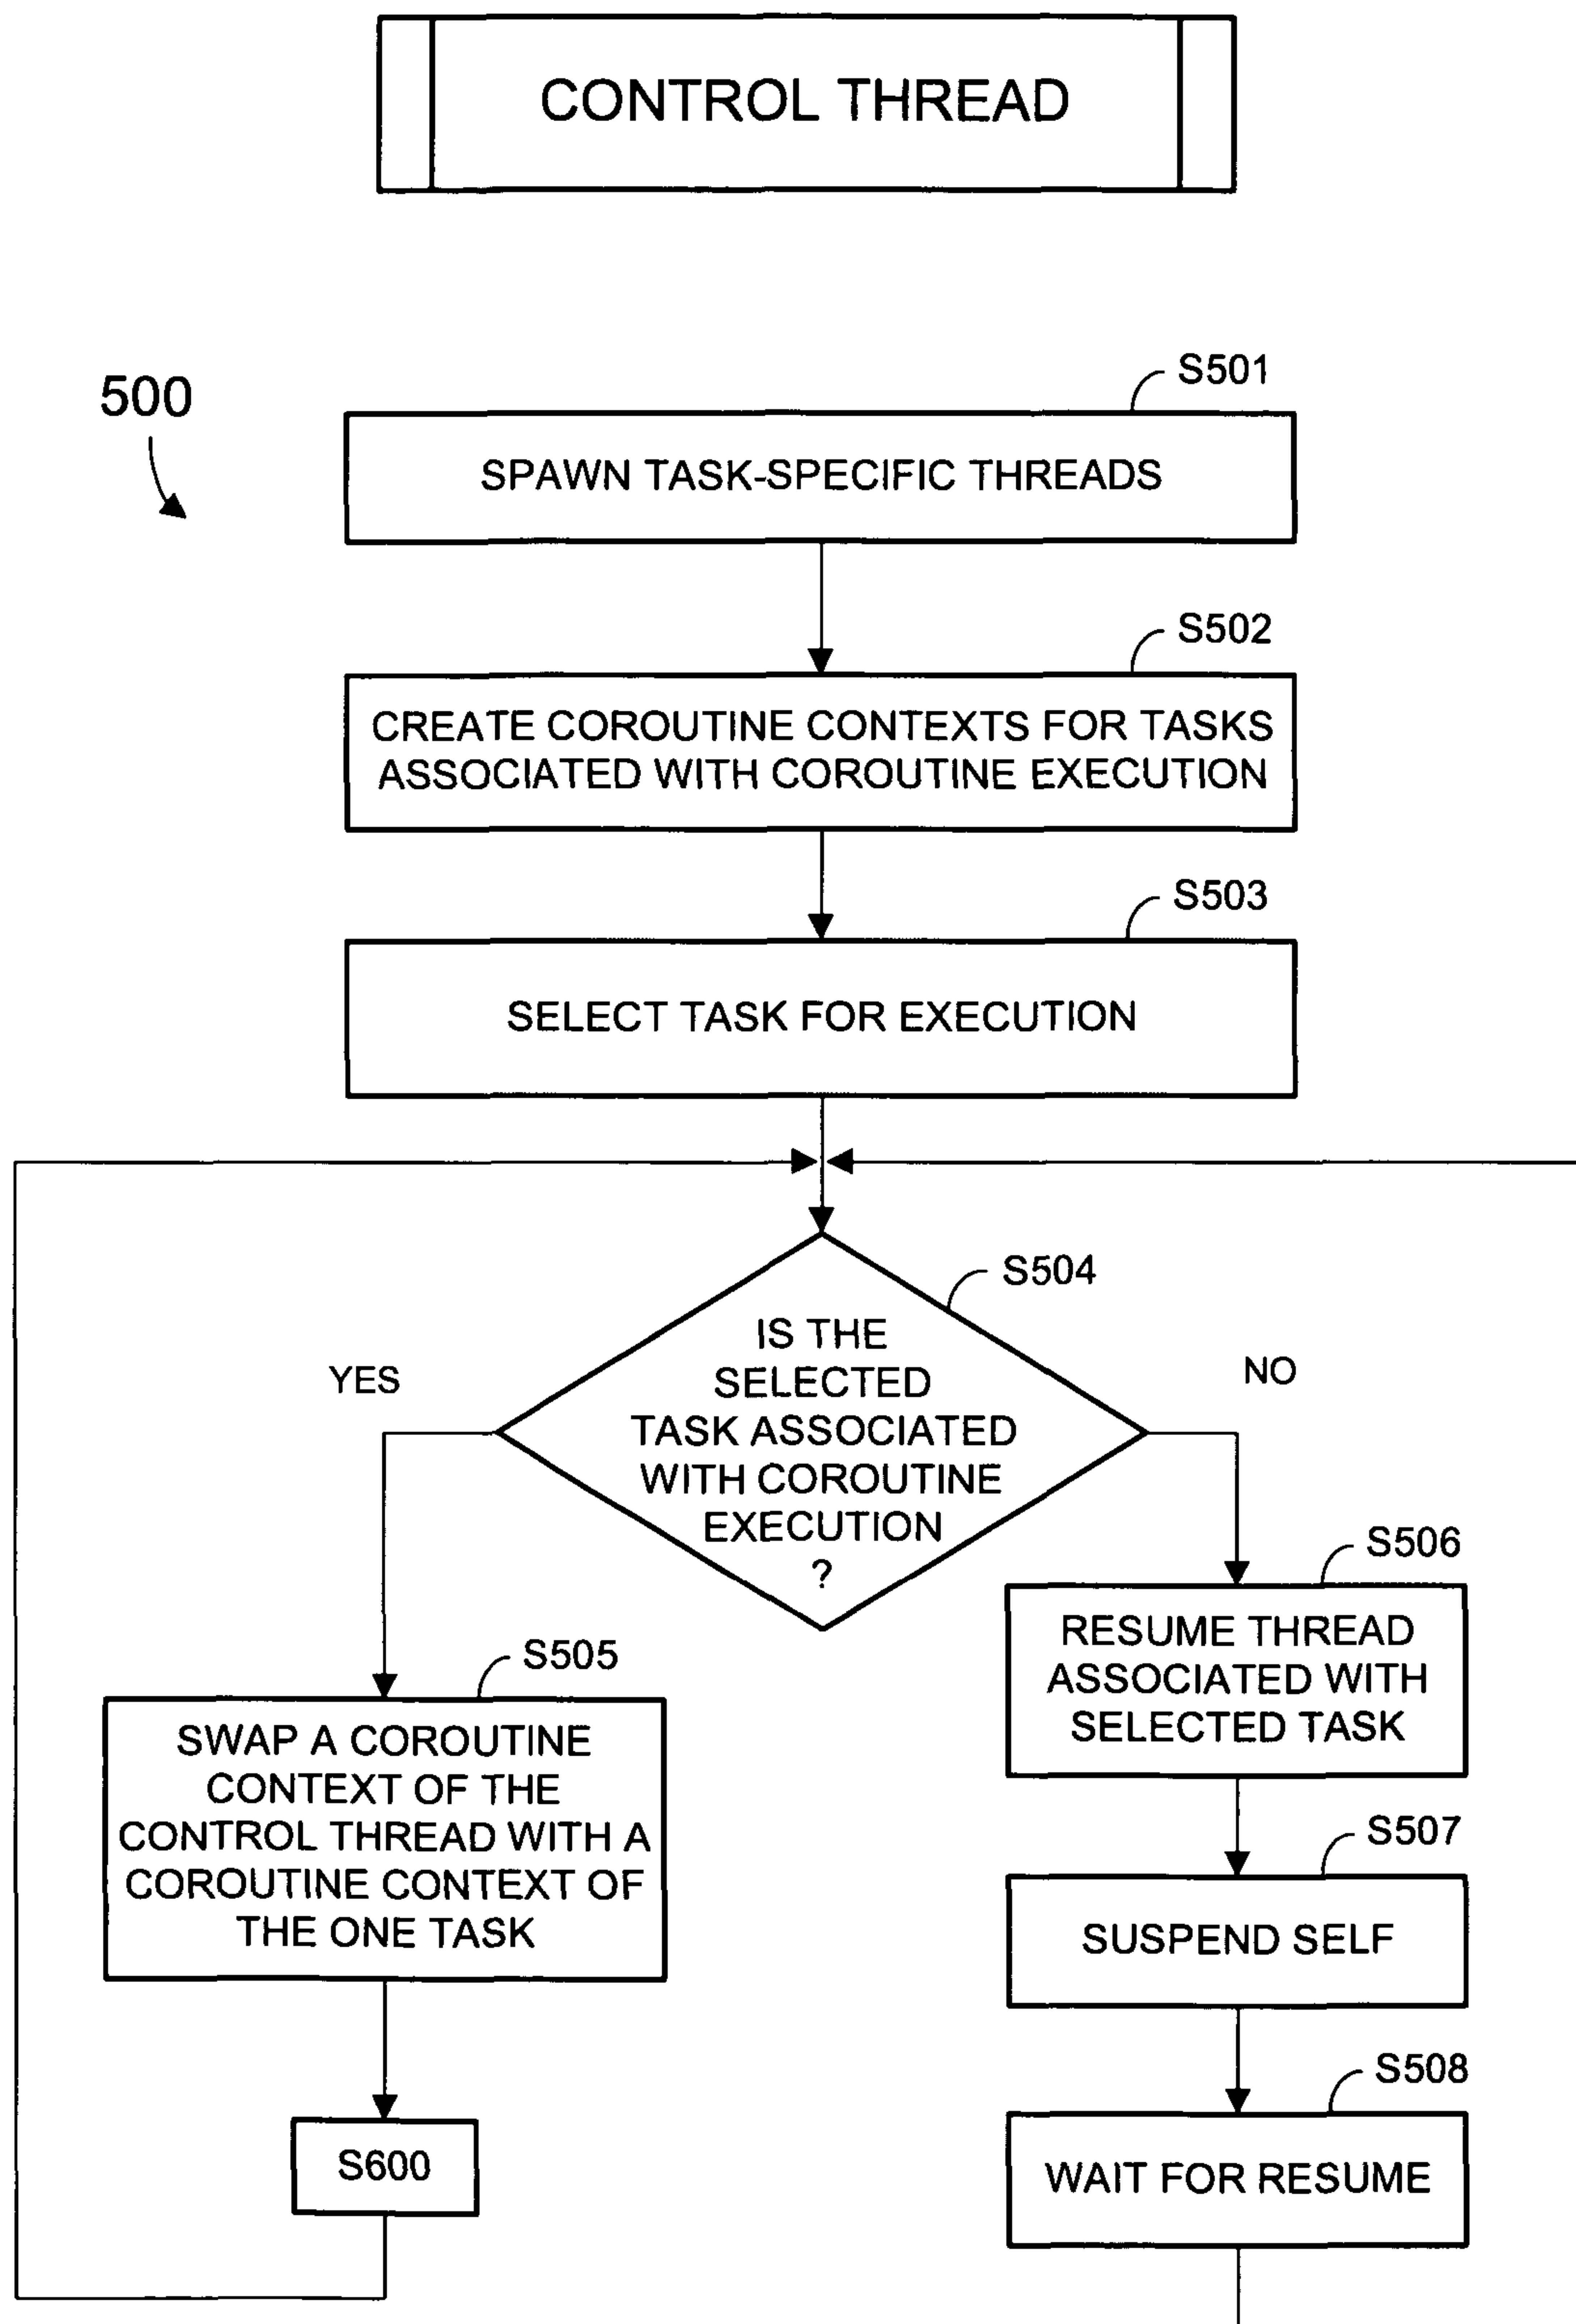 CONTROL THREAD
500
S501
SPAWN TASK-SPECIFIC THREADS
S502
CREATE COROUTINE CONTEXTS FOR TASKS
ASSOCIATED WITH COROUTINE EXECUTION
S503
SELECT TASK FOR EXECUTION
S504
IS THE
SELECTED
TASK ASSOCIATED
WITH COROUTINE
EXECUTION
?
YES
NO
S505
SWAP A COROUTINE
CONTEXT OF THE
CONTROL THREAD WITH A
COROUTINE CONTEXT OF
THE ONE TASK
S600
S506
RESUME THREAD
ASSOCIATED WITH
SELECTED TASK
S507
SUSPEND SELF
S508
WAIT FOR RESUME